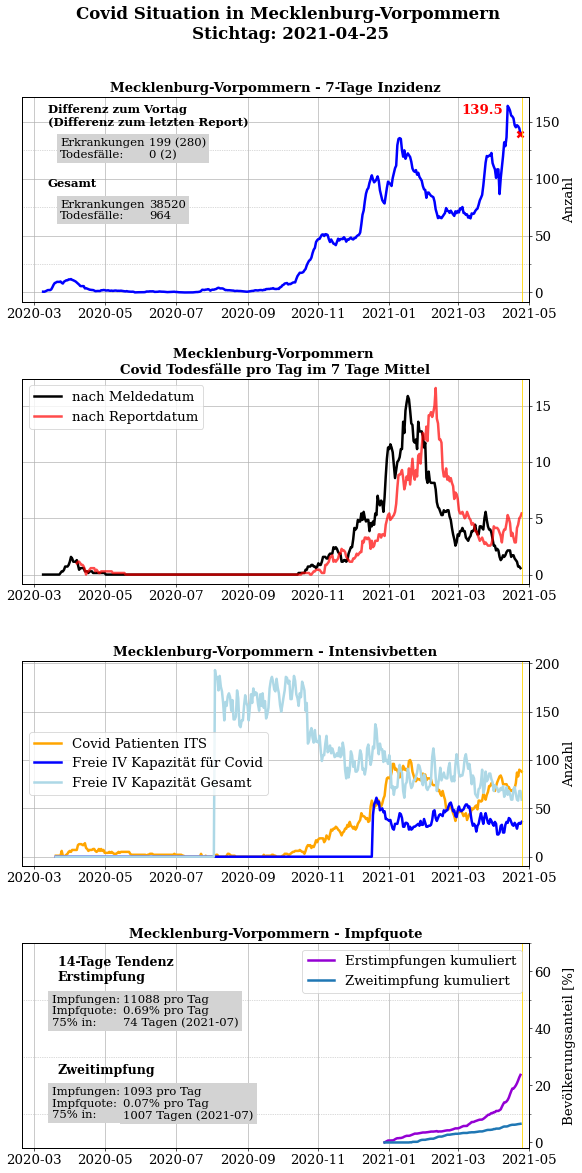 Covid Situation in Mecklenburg-Vorpommern
Stichtag: 2021-04-25
Mecklenburg-Vorpommern - 7-Tage Inzidenz
Differenz zum Vortag
(Differenz zum letzten Report)
Erkrankungen 199 (280)
Todesfälle: 0 (2)
Gesamt
Erkrankungen 38520
Todesfälle: 964
139.5
150
100
50
0
Anzahl
2020-03 2020-05 2020-07 2020-09 2020-11 2021-01 2021-03 2021-05
Mecklenburg-Vorpommern
Covid Todesfälle pro Tag im 7 Tage Mittel
nach Meldedatum
nach Reportdatum
15
10
5
0
2020-03 2020-05 2020-07 2020-09 2020-11 2021-01 2021-03 2021-05
Mecklenburg-Vorpommern - Intensivbetten
Covid Patienten ITS
Freie IV Kapazität für Covid
Freie IV Kapazität Gesamt
200
150
100
50
0
Anzahl
2020-03 2020-05 2020-07 2020-09 2020-11 2021-01 2021-03 2021-05
Mecklenburg-Vorpommern - Impfquote
14-Tage Tendenz
Erstimpfung
Impfungen: 11088 pro Tag
Impfquote: 0.69% pro Tag
75% in: 74 Tagen (2021-07)
Zweitimpfung
Impfungen: 1093 pro Tag
Impfquote: 0.07% pro Tag
75% in: 1007 Tagen (2021-07)
Erstimpfungen kumuliert
Zweitimpfung kumuliert
60
40
20
0
Bevölkerungsanteil [%]
2020-03 2020-05 2020-07 2020-09 2020-11 2021-01 2021-03 2021-05